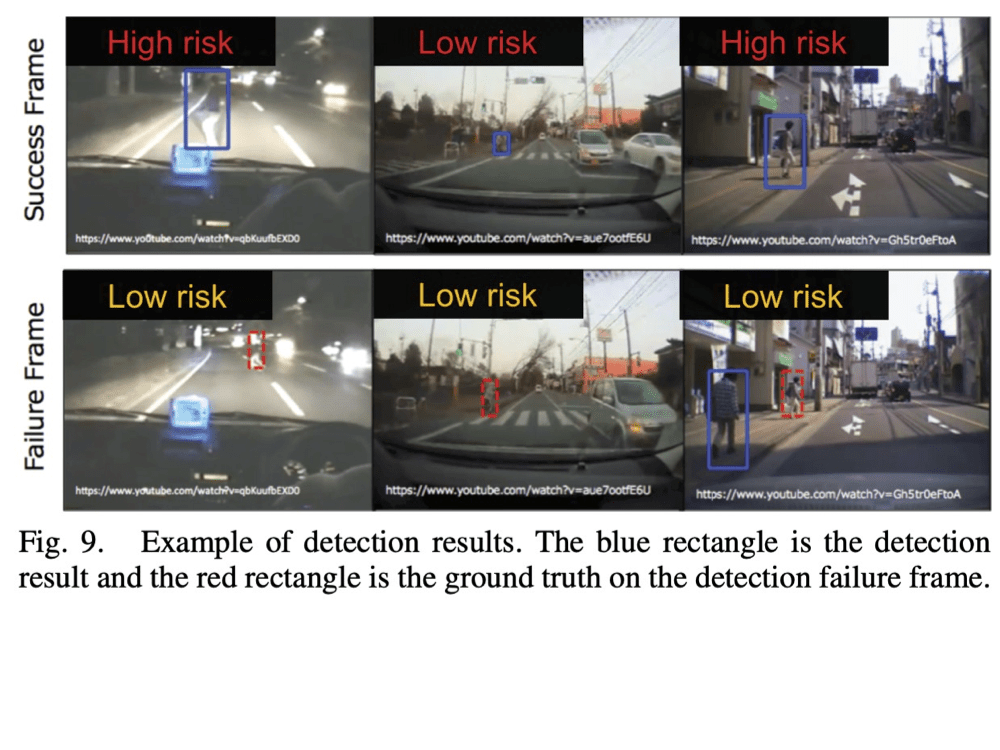 Success Frame
High risk
Low risk
High risk
https://www.youtube.com/watch?v=qbKuufbEXD0
https://www.youtube.com/watch?v=aue7ootfE6U
https://www.youtube.com/watch?v=Gh5tr0eFtoA
Failure Frame
Low risk
Low risk
Low risk
https://www.youtube.com/watch?v=qbKuufbEXD0
https://www.youtube.com/watch?v=aue7ootfE6U
https://www.youtube.com/watch?v=Gh5tr0eFtoA
Fig. 9. Example of detection results. The blue rectangle is the detection
result and the red rectangle is the ground truth on the detection failure frame.